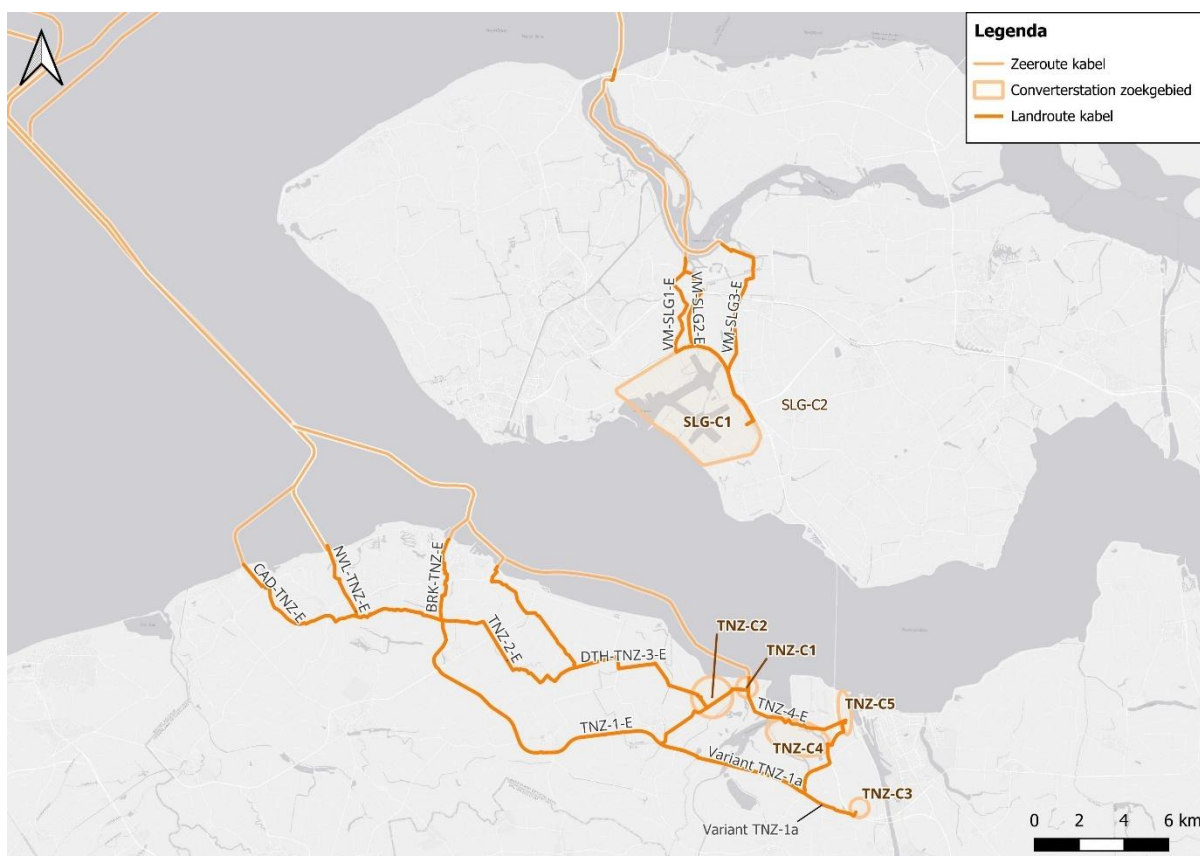 Legenda
Zeeroute kabel
Converterstation zoekgebied
Landroute kabel
VM-SLG1-E
VM-SLG2-E
VM-SLG3-E
SLG-C2
SLG-C1
CAD-TNZ-E
NVL-TNZ-E
BRK-TNZ-E
TNZ-2-E
DTH-TNZ-3-E
TNZ-C2
TNZ-C1
TNZ-4-E
TNZ-C5
TNZ-1-E
TNZ-C4
Variant TNZ-1a
TNZ-C3
Variant TNZ-1a
0 2 4 6 km